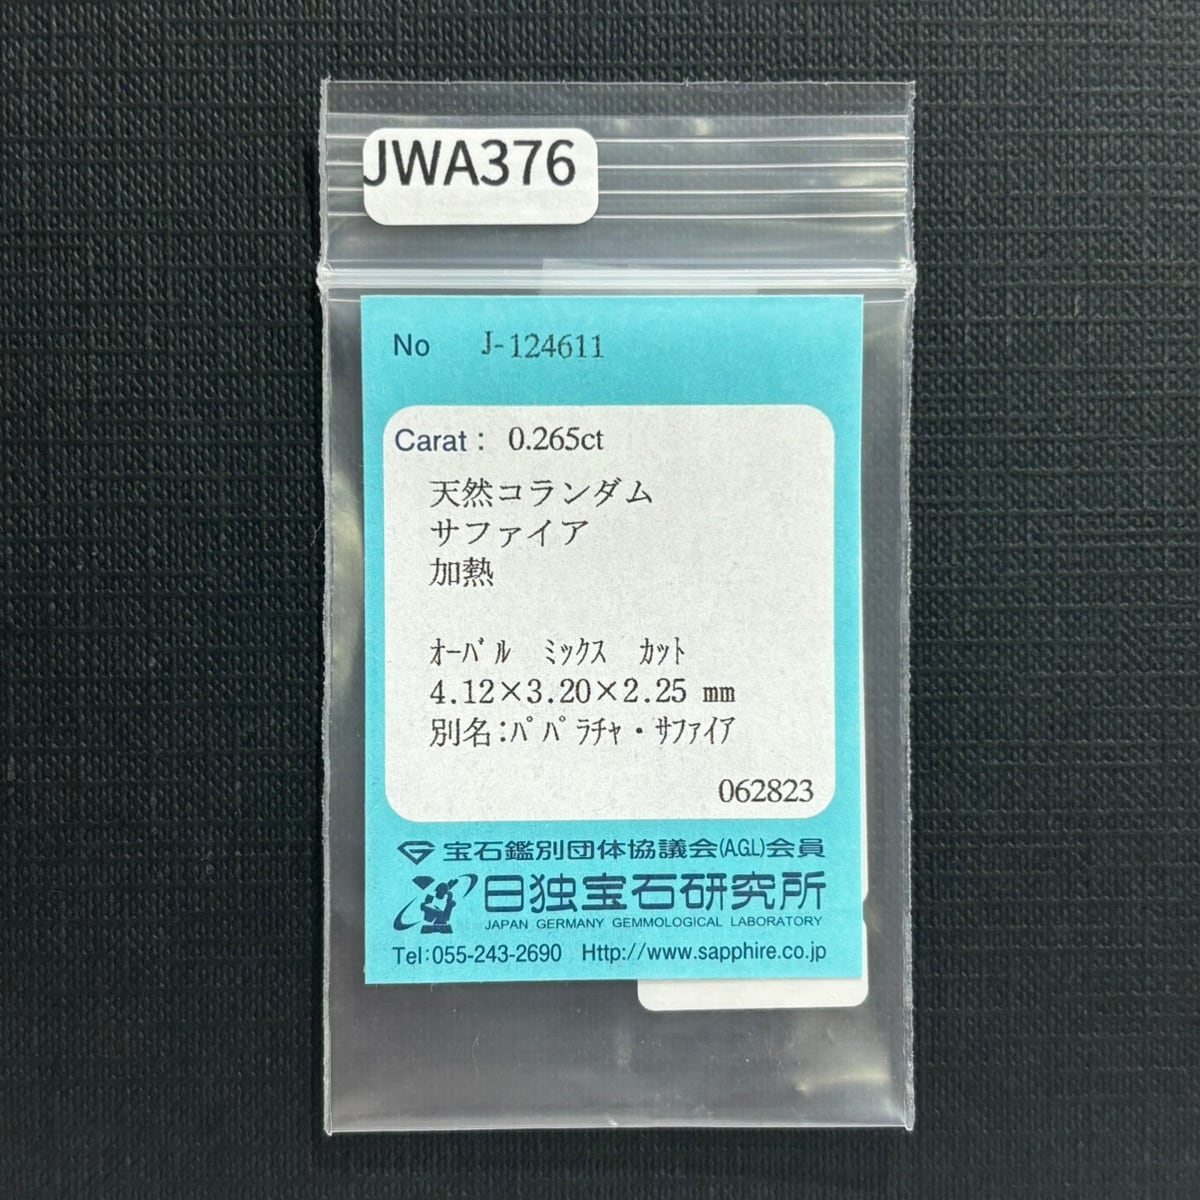 JWA376
No J-124611
Carat: 0.265ct
天然コランダム
サファイア
加熱
ｵｰﾊﾞﾙ ﾐｯｸｽ ｶｯﾄ
4.12×3.20×2.25 mm
別名:ﾊﾟﾊﾟﾗﾁｬ・ｻﾌｧｲｱ
062823
宝石鑑別団体協議会(AGL)会員
日独宝石研究所
JAPAN GERMANY GEMMOLOGICAL LABORATORY
Tel:055-243-2690 Http://www.sapphire.co.jp